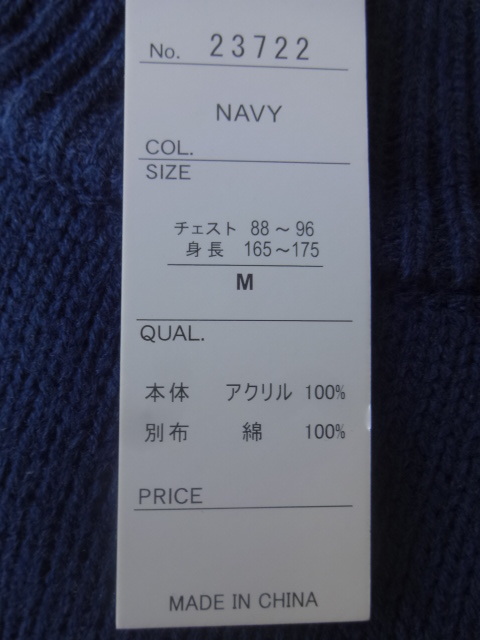 No. 23722
NAVY
COL.
SIZE
チェスト 88～96
身長 165～175
M
QUAL.
本体 アクリル 100%
別布 綿 100%
PRICE
MADE IN CHINA